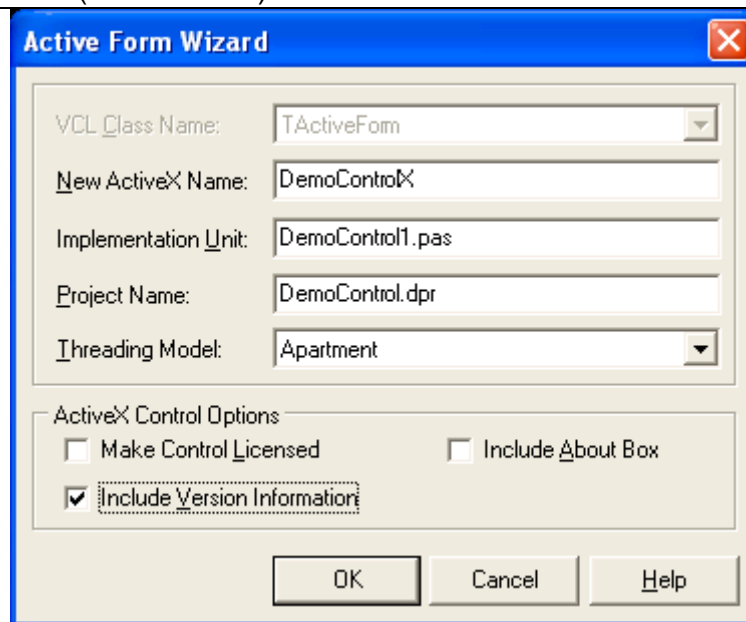 Active Form Wizard
VCL Class Name: TActiveForm
New ActiveX Name: DemoControlX
Implementation Unit: DemoControl1.pas
Project Name: DemoControl.dpr
Threading Model: Apartment
ActiveX Control Options
Make Control Licensed Include About Box
Include Version Information
OK Cancel Help